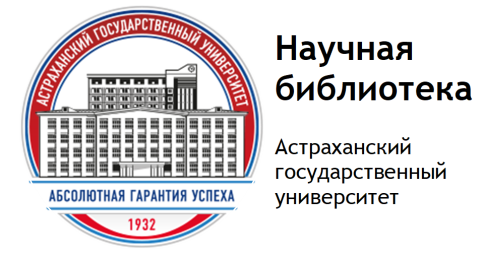 АСТРАХАНСКИЙ ГОСУДАРСТВЕННЫЙ УНИВЕРСИТЕТ
АБСОЛЮТНАЯ ГАРАНТИЯ УСПЕХА
1932
Научная
библиотека
Астраханский
государственный
университет